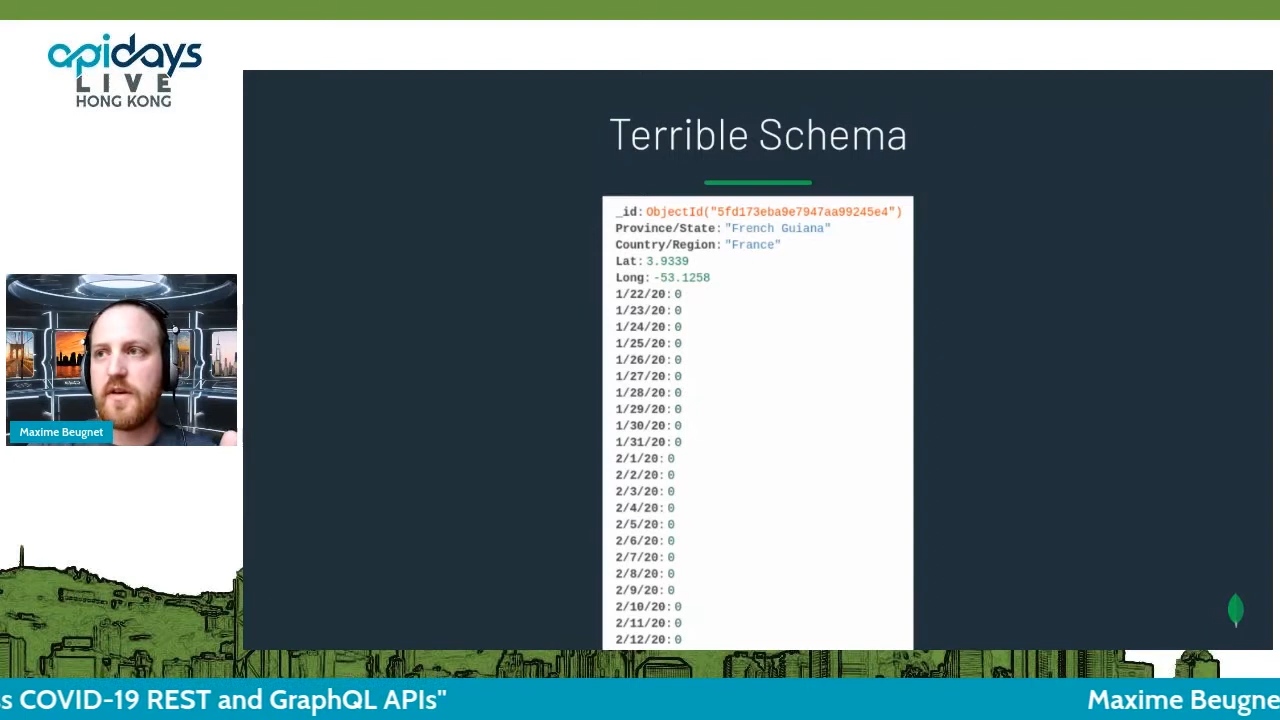 apidays
LIVE
HONG KONG
Terrible Schema
_id: ObjectId("5fd173eba9e7947aa99245e4")
Province/State: "French Guiana"
Country/Region: "France"
Lat: 3.9339
Long: -53.1258
1/22/20: 0
1/23/20: 0
1/24/20: 0
1/25/20: 0
1/26/20: 0
1/27/20: 0
1/28/20: 0
1/29/20: 0
1/30/20: 0
1/31/20: 0
2/1/20: 0
2/2/20: 0
2/3/20: 0
2/4/20: 0
2/5/20: 0
2/6/20: 0
2/7/20: 0
2/8/20: 0
2/9/20: 0
2/10/20: 0
2/11/20: 0
2/12/20: 0
Maxime Beugnet
s COVID-19 REST and GraphQL APIs" Maxime Beugne